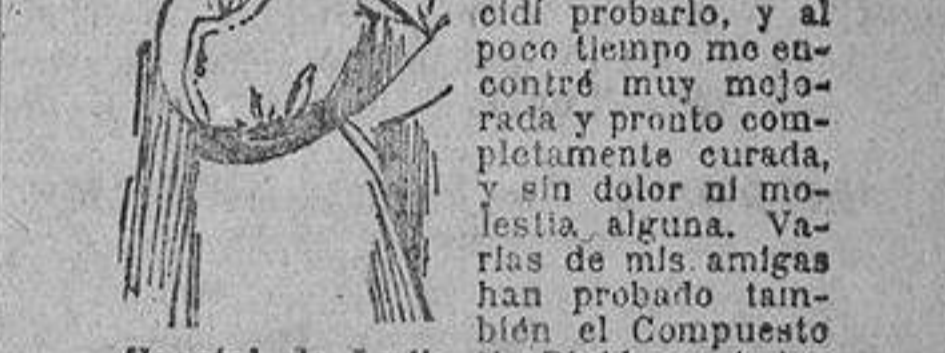 cidí probarlo, y al
poco tiempo me en-
contré muy mejo-
rada y pronto com-
pletamente curada,
y sin dolor ni mo-
lestia alguna. Va-
rias de mis amigas
han probado tam-
bién el Compuesto